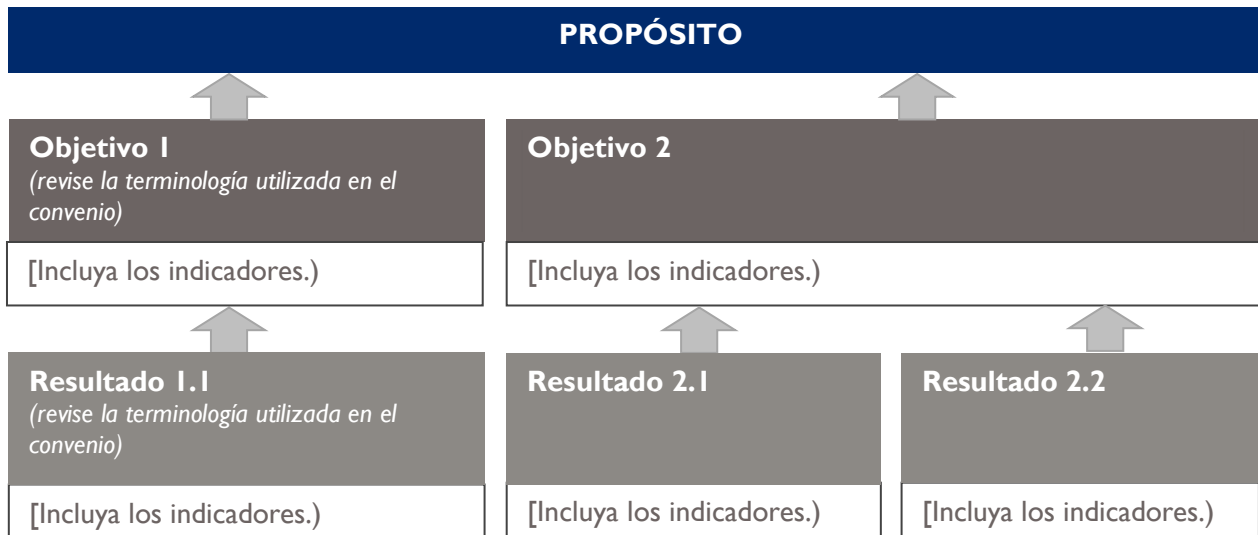 PROPÓSITO
Objetivo 1
(revise la terminología utilizada en el
convenio)
Objetivo 2
[Incluya los indicadores.)
[Incluya los indicadores.)
Resultado 1.1
(revise la terminología utilizada en el
convenio)
Resultado 2.1
Resultado 2.2
[Incluya los indicadores.)
[Incluya los indicadores.)
[Incluya los indicadores.)